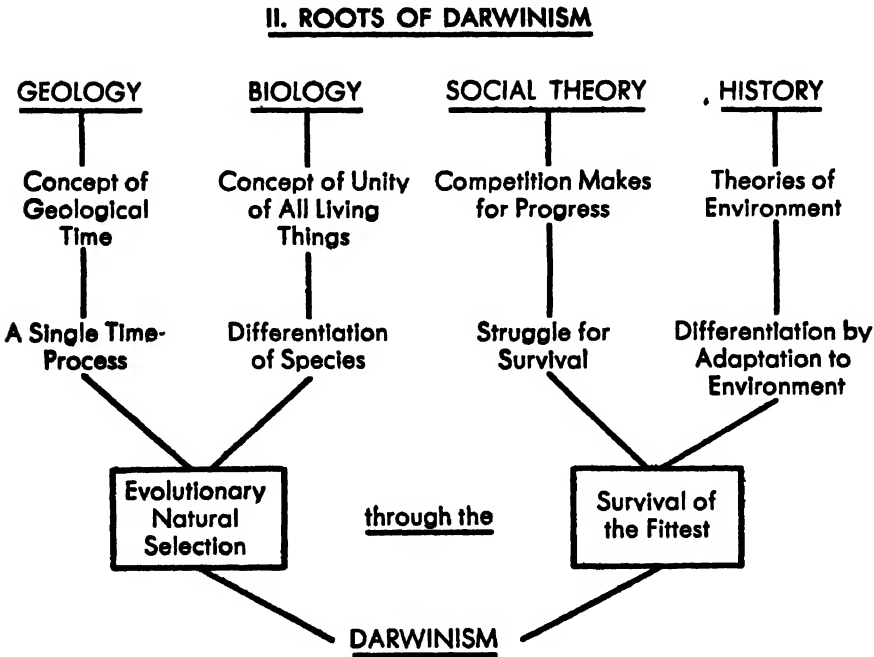 II. ROOTS OF DARWINISM
GEOLOGY
BIOLOGY
SOCIAL THEORY
HISTORY
Concept of
Geological
Time
Concept of Unity
of All Living
Things
Competition Makes
for Progress
Theories of
Environment
A Single Time-
Process
Differentiation
of Species
Struggle for
Survival
Differentiation by
Adaptation to
Environment
Evolutionary
Natural
Selection
through the
Survival of
the Fittest
DARWINISM